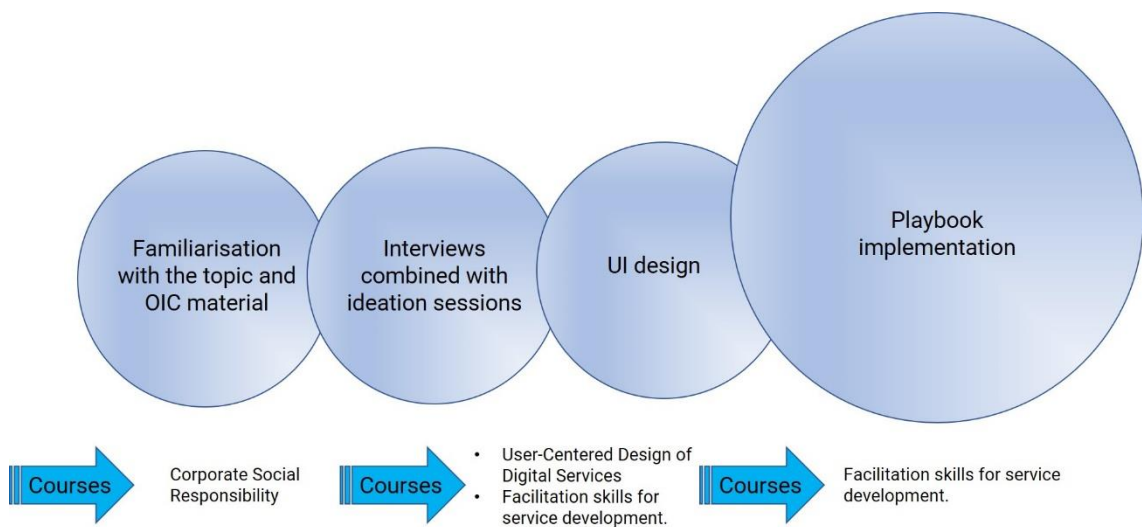 Familiarisation
with the topic and
OIC material
Interviews
combined with
ideation sessions
UI design
Playbook
implementation
Courses
Corporate Social
Responsibility
Courses
• User-Centered Design of
Digital Services
• Facilitation skills for
service development.
Courses
Facilitation skills for service
development.